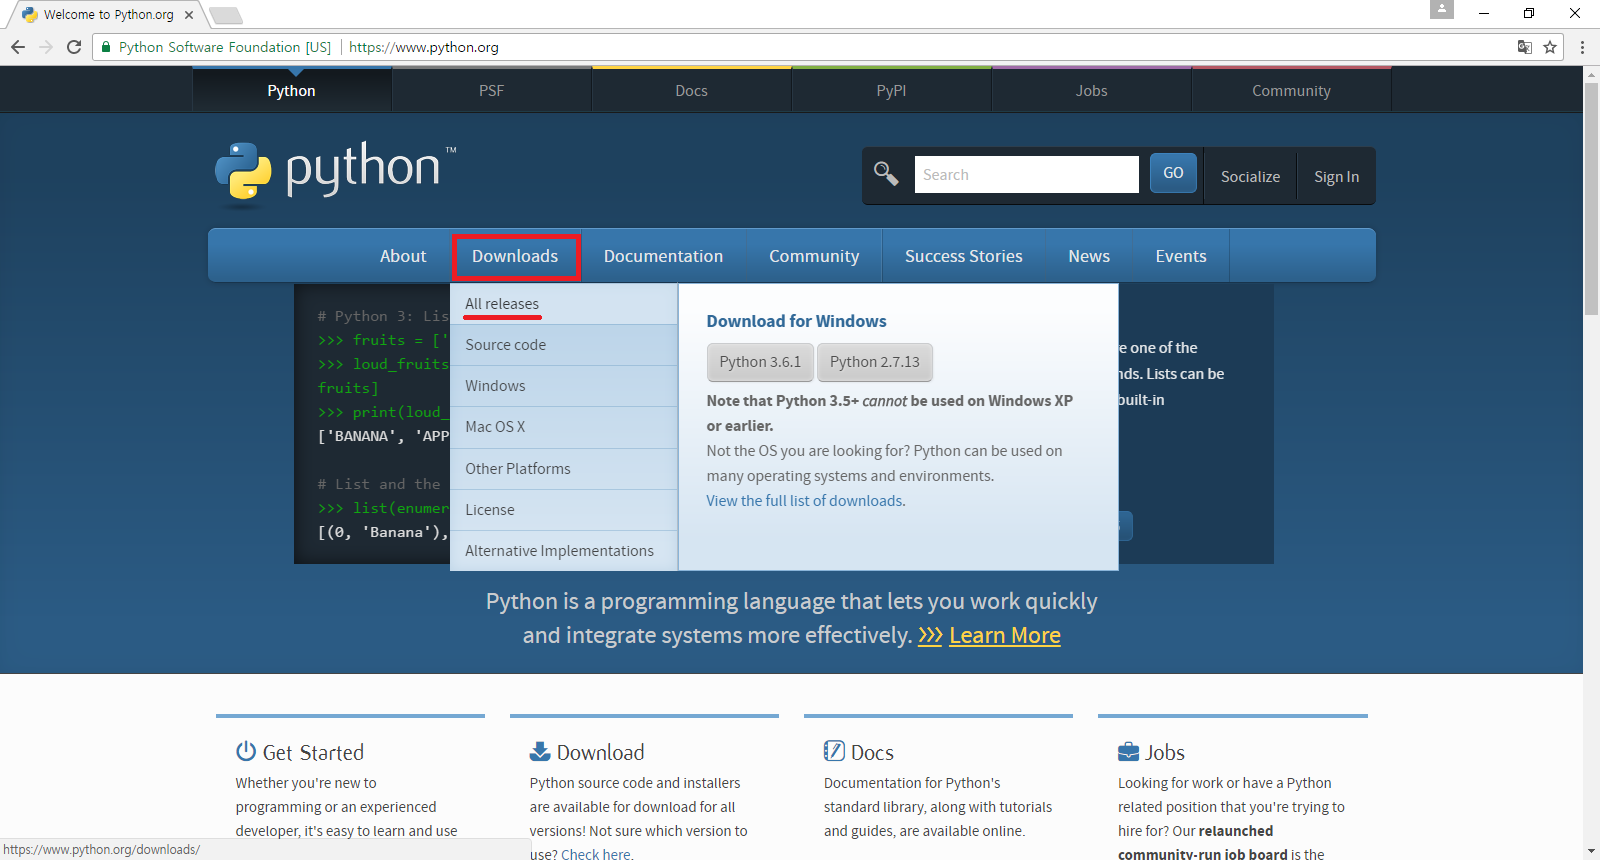 Welcome to Python.org
Python Software Foundation [US]
https://www.python.org
Python
PSF
Docs
PyPI
Jobs
Community
python™
Search
GO
Socialize
Sign In
About
Downloads
Documentation
Community
Success Stories
News
Events
All releases
Source code
Windows
Mac OS X
Other Platforms
License
Alternative Implementations
Download for Windows
Python 3.6.1
Python 2.7.13
Note that Python 3.5+ cannot be used on Windows XP
or earlier.
Not the OS you are looking for? Python can be used on
many operating systems and environments.
View the full list of downloads.
# Python 3: Lis
>>> fruits = ['
>>> loud_fruits
fruits]
>>> print(loud_
['BANANA', 'APP
# List and the
>>> list(enumer
[(0, 'Banana'),
e one of the
nds. Lists can be
built-in
Python is a programming language that lets you work quickly
and integrate systems more effectively. >>> Learn More
Get Started
Whether you're new to
programming or an experienced
developer, it's easy to learn and use
Download
Python source code and installers
are available for download for all
versions! Not sure which version to
use? Check here.
Docs
Documentation for Python's
standard library, along with tutorials
and guides, are available online.
Jobs
Looking for work or have a Python
related position that you're trying to
hire for? Our relaunched
community-run job board is the
https://www.python.org/downloads/